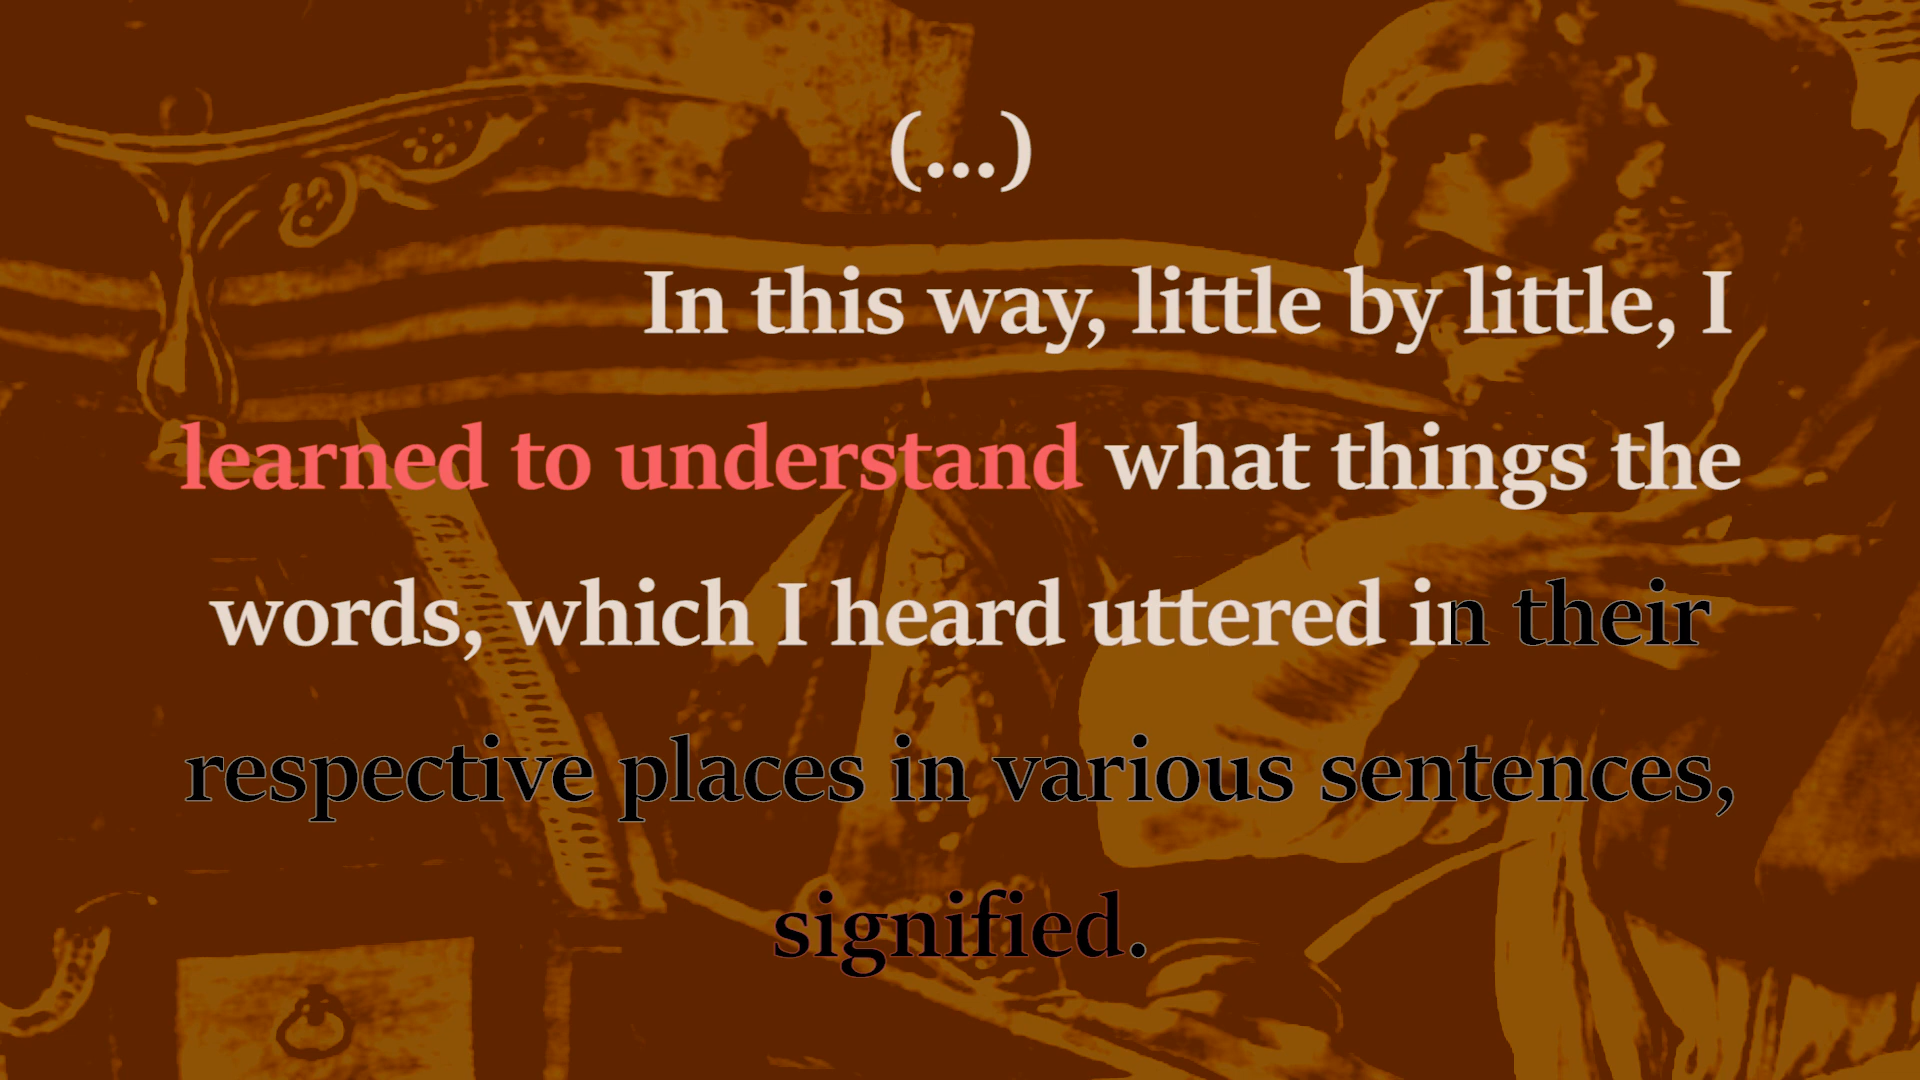 (...)
In this way, little by little, I
learned to understand what things the
words, which I heard uttered in their
respective places in various sentences,
signified.